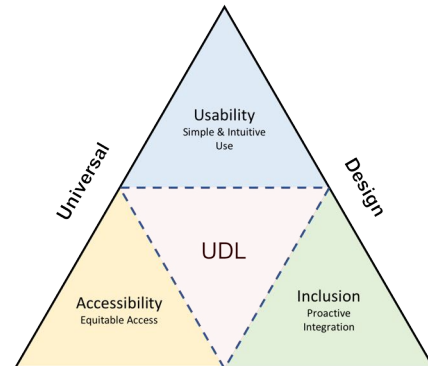 Usability
Simple & Intuitive
Use
Universal
Design
UDL
Accessibility
Equitable Access
Inclusion
Proactive
Integration